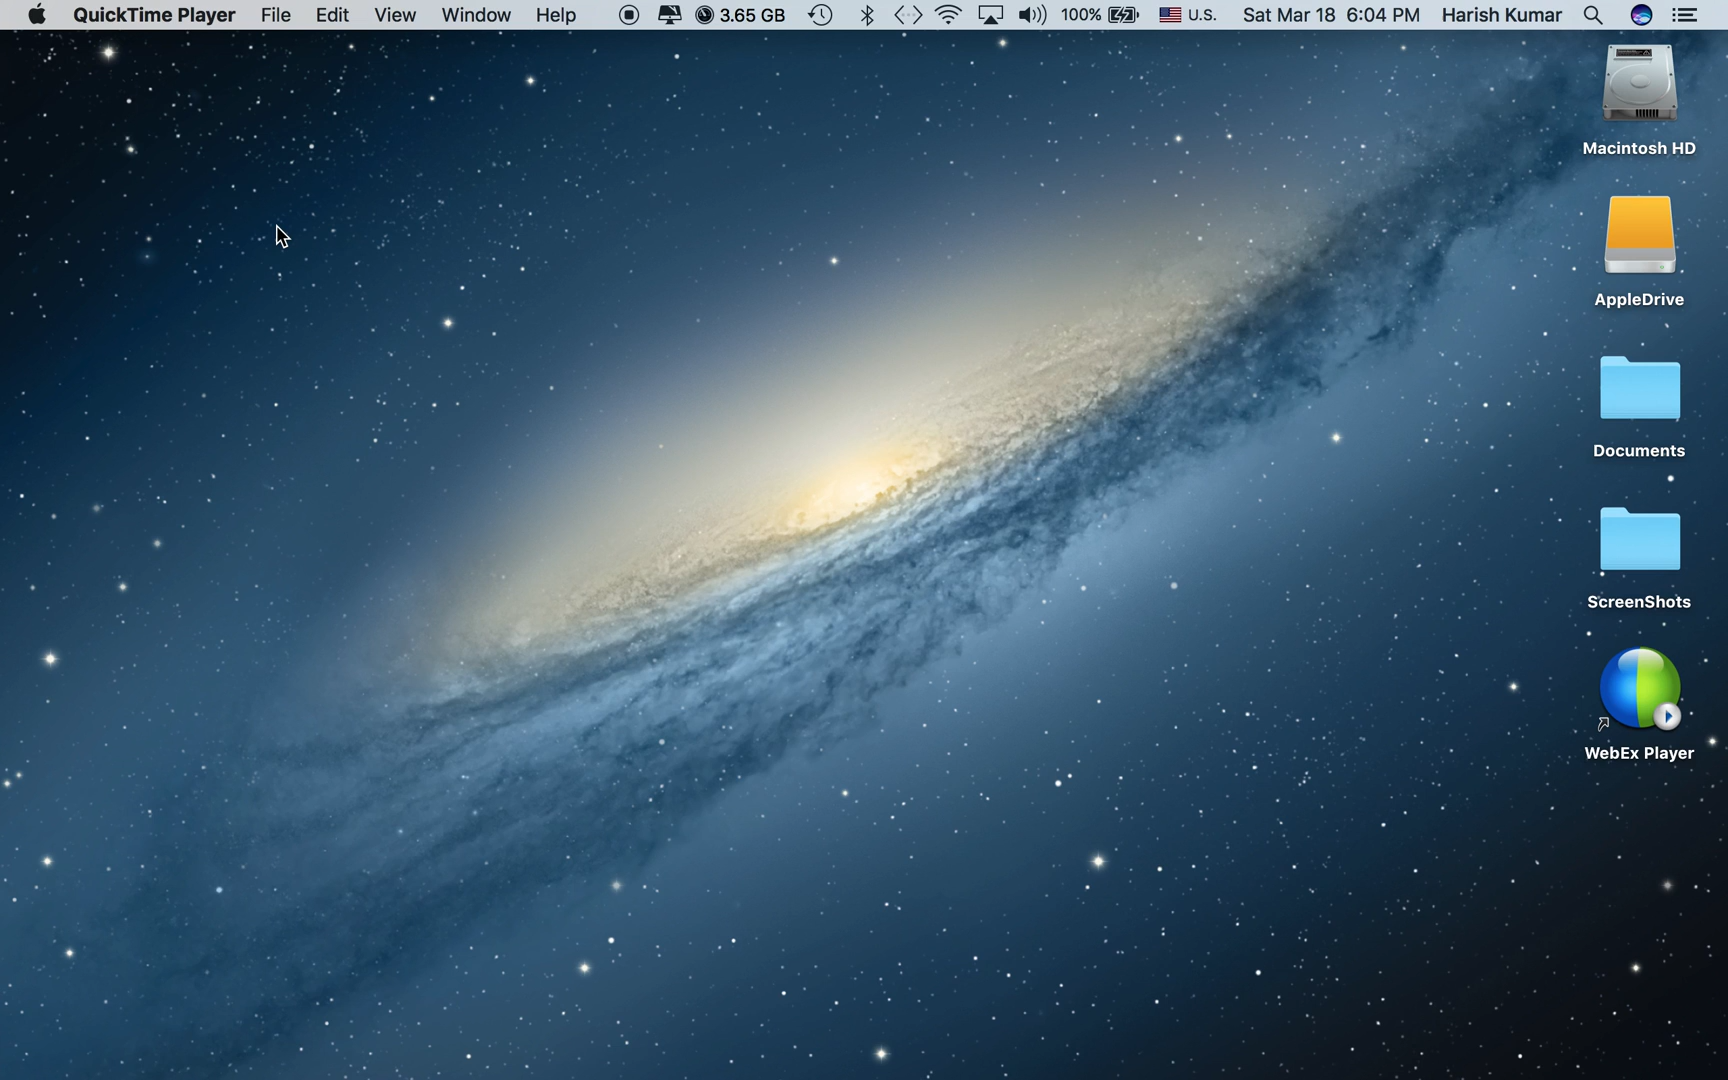 QuickTime Player File Edit View Window Help 3.65 GB 100% U.S. Sat Mar 18 6:04 PM Harish Kumar
Macintosh HD
AppleDrive
Documents
ScreenShots
WebEx Player